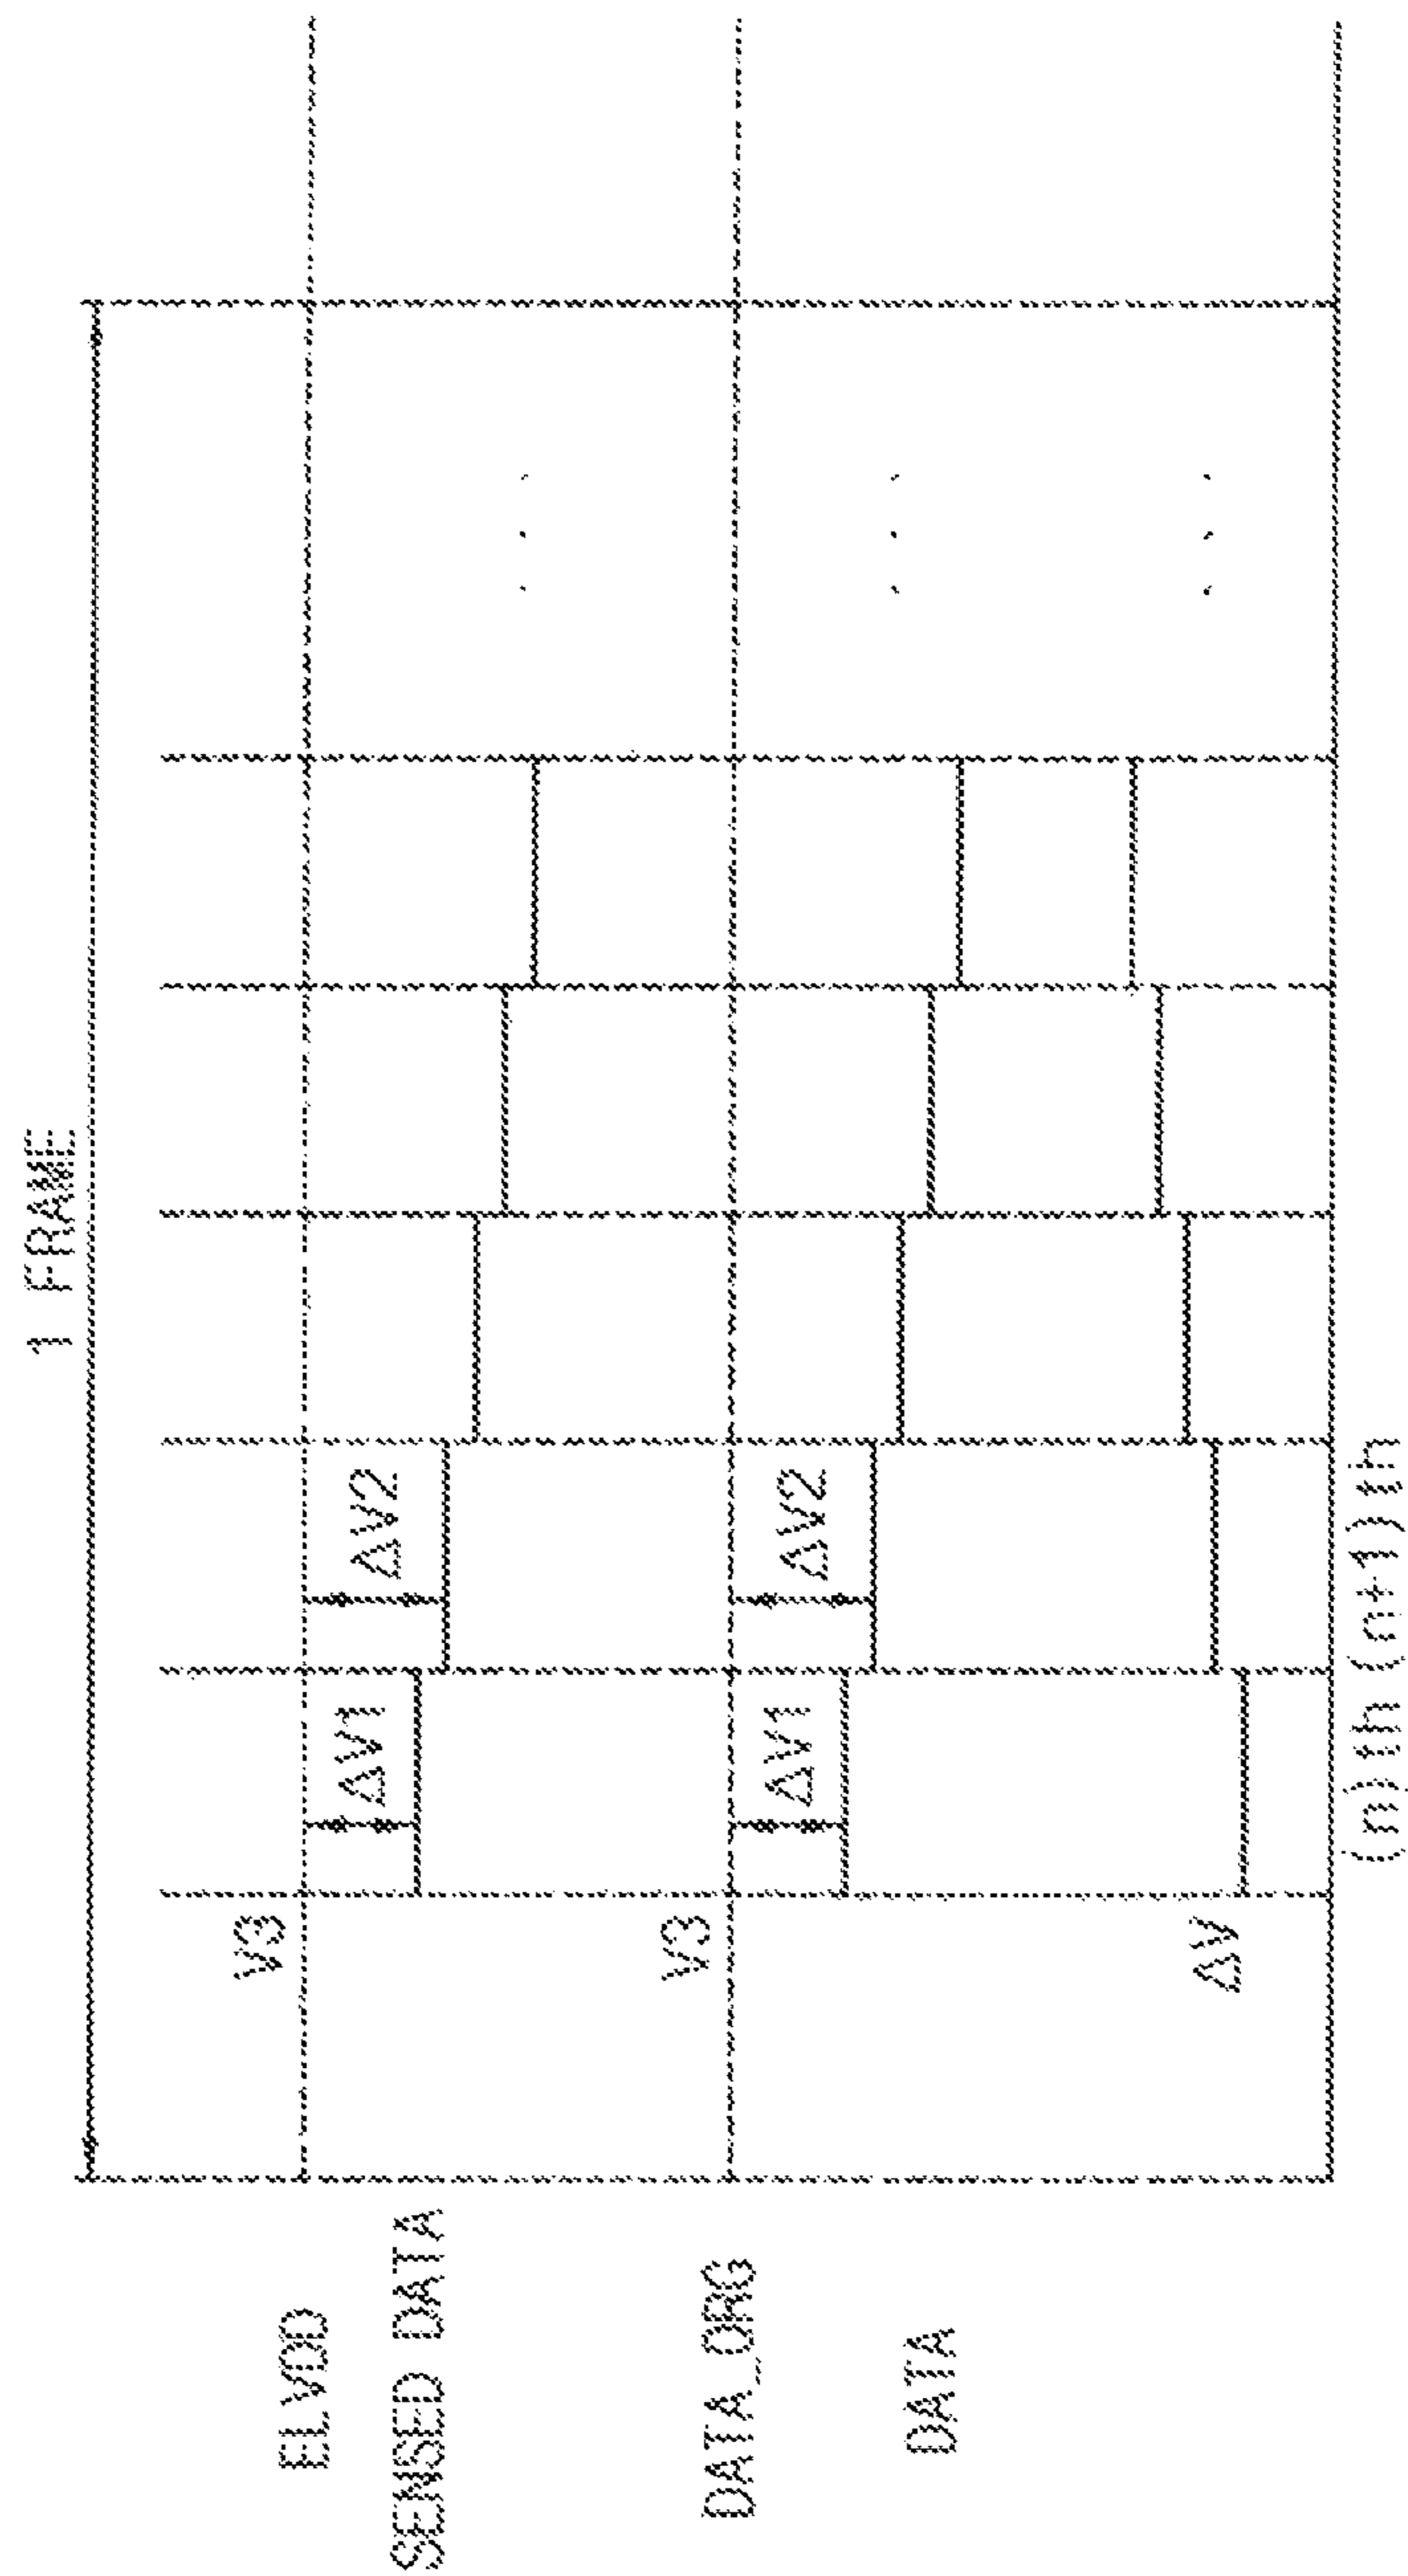 1 FRAME
ELVDD
V3
SENSED DATA
ΔV1
ΔV2
DATA_ORG
V3
DATA
ΔV1
ΔV2
ΔV
(n)th (n+1)th